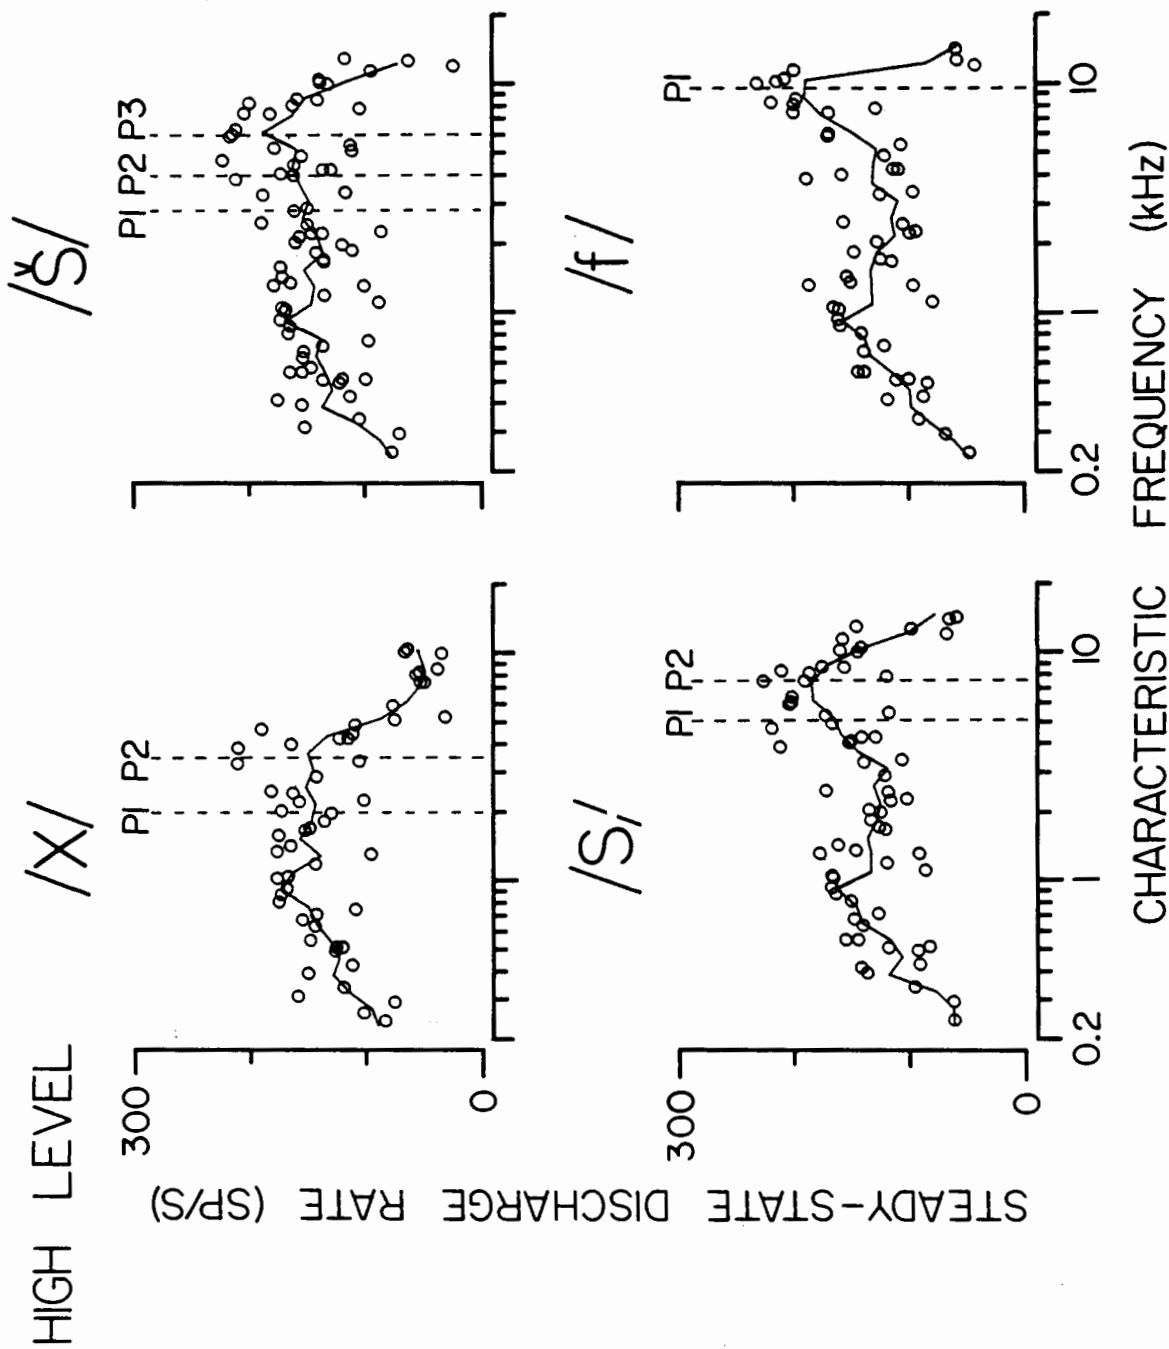 HIGH LEVEL
/X/
/Š/
P1 P2
P1 P2 P3
300
0
/S/
/f/
P1 P2
P1
300
0
0.2 1 10
0.2 1 10
STEADY-STATE DISCHARGE RATE (SP/S)
CHARACTERISTIC FREQUENCY (kHz)